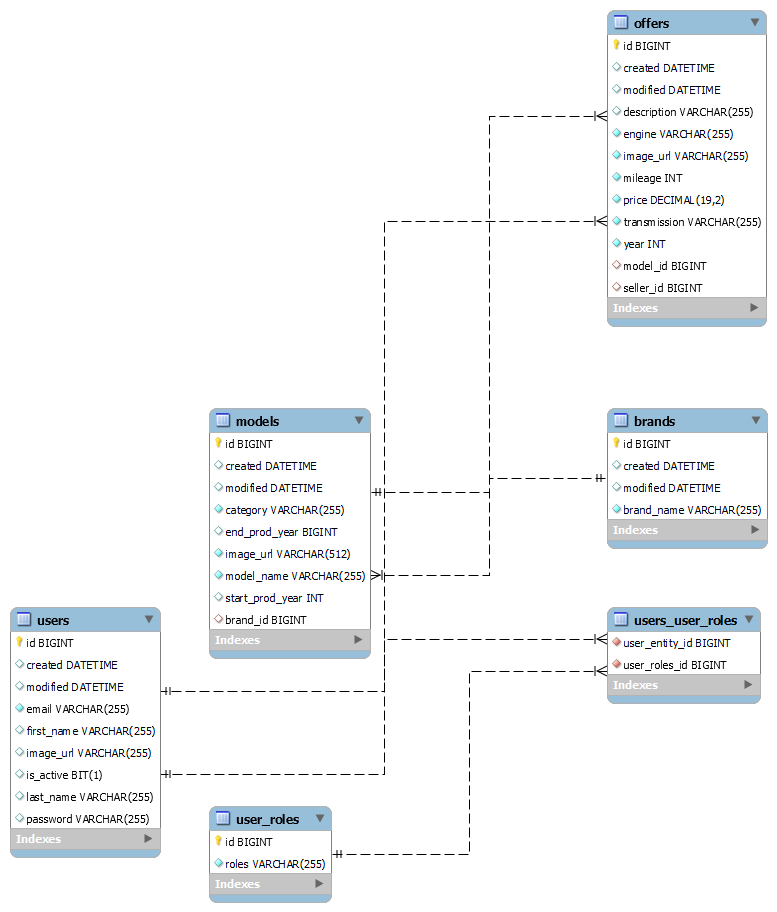 offers
id BIGINT
created DATETIME
modified DATETIME
description VARCHAR(255)
engine VARCHAR(255)
image_url VARCHAR(255)
mileage INT
price DECIMAL(19,2)
transmission VARCHAR(255)
year INT
model_id BIGINT
seller_id BIGINT
Indexes
models
id BIGINT
created DATETIME
modified DATETIME
category VARCHAR(255)
end_prod_year BIGINT
image_url VARCHAR(512)
model_name VARCHAR(255)
start_prod_year INT
brand_id BIGINT
Indexes
brands
id BIGINT
created DATETIME
modified DATETIME
brand_name VARCHAR(255)
Indexes
users
id BIGINT
created DATETIME
modified DATETIME
email VARCHAR(255)
first_name VARCHAR(255)
image_url VARCHAR(255)
is_active BIT(1)
last_name VARCHAR(255)
password VARCHAR(255)
Indexes
users_user_roles
user_entity_id BIGINT
user_roles_id BIGINT
Indexes
user_roles
id BIGINT
roles VARCHAR(255)
Indexes